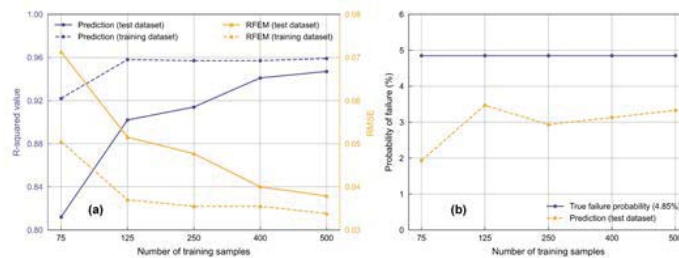 Prediction (test dataset)
Prediction (training dataset)
RFEM (test dataset)
RFEM (training dataset)
1.00
0.96
0.92
0.88
0.84
0.80
R-squared value
0.08
0.07
0.06
0.05
0.04
0.03
RMSE
(a)
75 125 250 400 500
Number of training samples
6
5
4
3
2
1
0
Probability of failure (%)
(b)
True failure probability (4.85%)
Prediction (test dataset)
75 125 250 400 500
Number of training samples